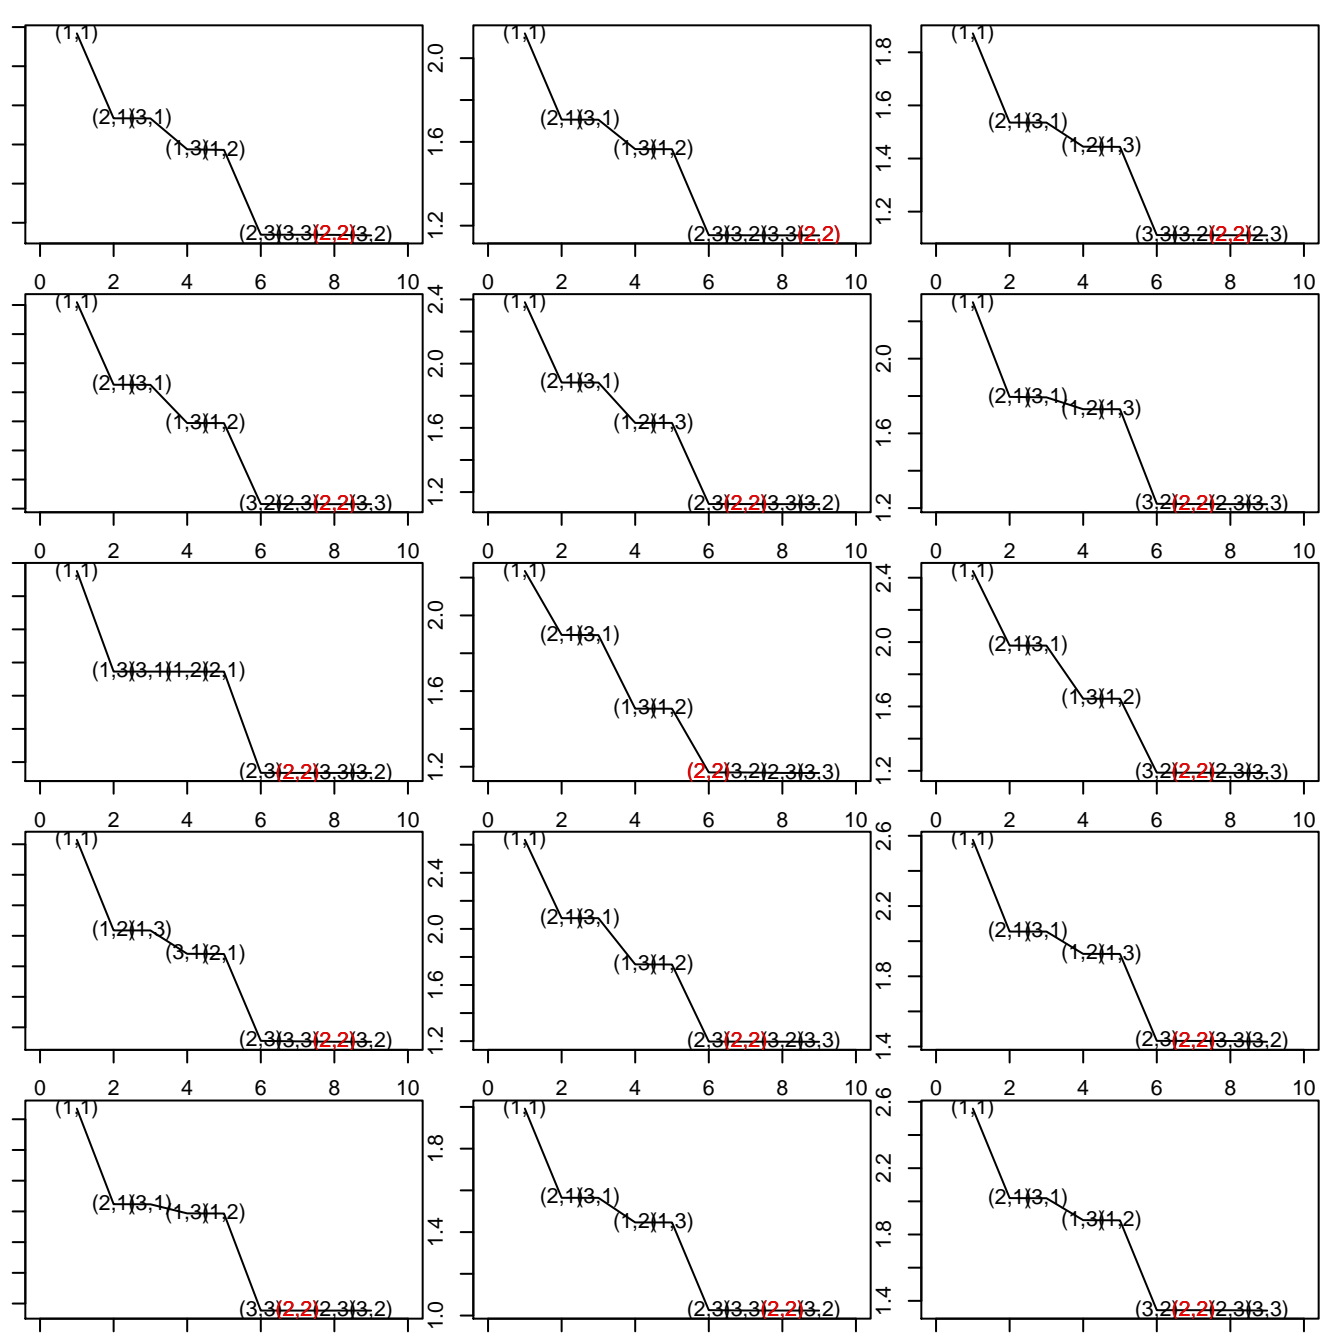 (1,1) (1,1) (1,1)
(2,1)(3,1) (2,1)(3,1) (2,1)(3,1)
(1,3)(1,2) (1,3)(1,2) (1,2)(1,3)
(2,3)(3,3)(2,2)(3,2) (2,3)(3,2)(3,3)(2,2) (3,3)(3,2)(2,2)(2,3)
1.2 1.6 2.0
1.2 1.4 1.6 1.8
0 2 4 6 8 10 0 2 4 6 8 10 0 2 4 6 8 10
(1,1) (1,1) (1,1)
(2,1)(3,1) (2,1)(3,1) (2,1)(3,1)
(1,3)(1,2) (1,2)(1,3) (1,2)(1,3)
(3,2)(2,3)(2,2)(3,3) (2,3)(2,2)(3,3)(3,2) (3,2)(2,2)(2,3)(3,3)
1.2 1.6 2.0 2.4
1.2 1.6 2.0
0 2 4 6 8 10 0 2 4 6 8 10 0 2 4 6 8 10
(1,1) (1,1) (1,1)
(1,3)(3,1)(1,2)(2,1) (2,1)(3,1) (2,1)(3,1)
(1,3)(1,2) (1,3)(1,2)
(2,3)(2,2)(3,3)(3,2) (2,2)(3,2)(2,3)(3,3) (3,2)(2,2)(2,3)(3,3)
1.2 1.6 2.0
1.2 1.6 2.0 2.4
0 2 4 6 8 10 0 2 4 6 8 10 0 2 4 6 8 10
(1,1) (1,1) (1,1)
(1,2)(1,3) (2,1)(3,1) (2,1)(3,1)
(3,1)(2,1) (1,3)(1,2) (1,2)(1,3)
(2,3)(3,3)(2,2)(3,2) (2,3)(2,2)(3,2)(3,3) (2,3)(2,2)(3,3)(3,2)
1.2 1.6 2.0 2.4
1.4 1.8 2.2 2.6
0 2 4 6 8 10 0 2 4 6 8 10 0 2 4 6 8 10
(1,1) (1,1) (1,1)
(2,1)(3,1) (2,1)(3,1) (2,1)(3,1)
(1,3)(1,2) (1,2)(1,3) (1,3)(1,2)
(3,3)(2,2)(2,3)(3,2) (2,3)(3,3)(2,2)(3,2) (3,2)(2,2)(2,3)(3,3)
1.0 1.4 1.8
1.4 1.8 2.2 2.6